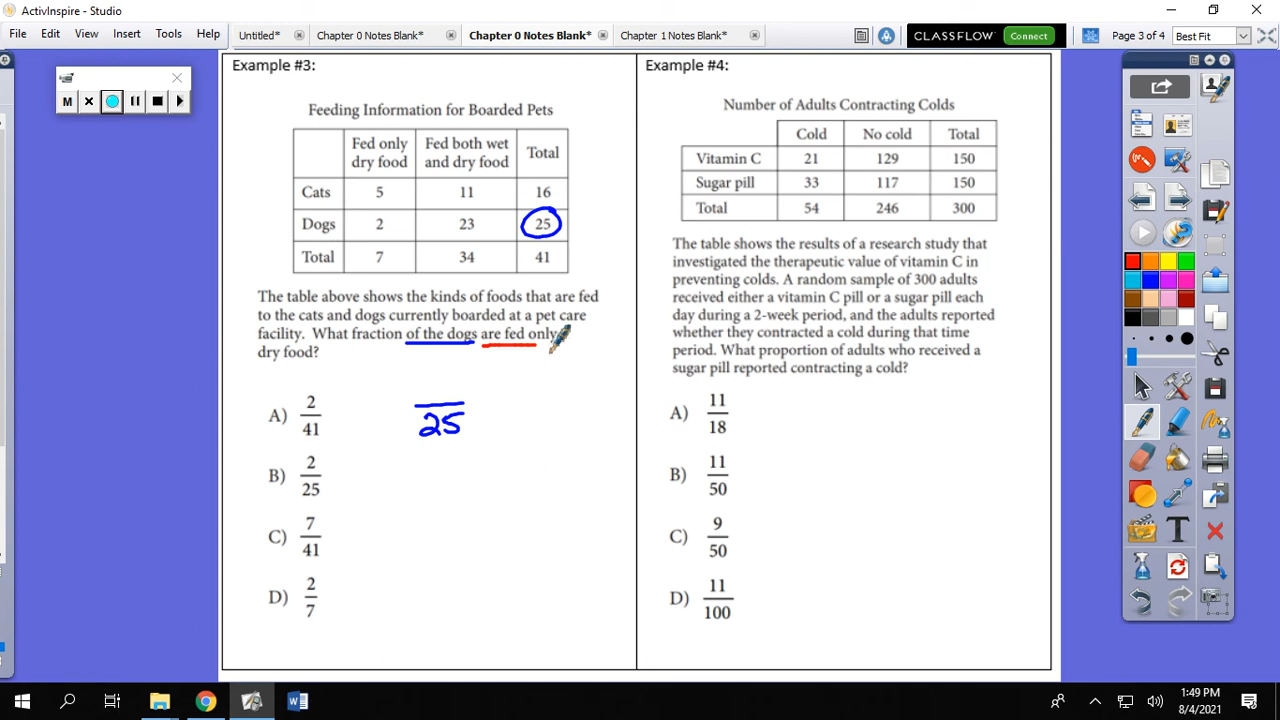 ActivInspire - Studio
File Edit View Insert Tools Help
Untitled* Chapter 0 Notes Blank* Chapter 0 Notes Blank* Chapter 1 Notes Blank*
CLASSFLOW Connect
Page 3 of 4 Best Fit
M
Example #3:
Feeding Information for Boarded Pets
Fed only dry food Fed both wet and dry food Total
Cats 5 11 16
Dogs 2 23 25
Total 7 34 41
The table above shows the kinds of foods that are fed
to the cats and dogs currently boarded at a pet care
facility. What fraction of the dogs are fed only
dry food?
A) 2/41
25
B) 2/25
C) 7/41
D) 2/7
Example #4:
Number of Adults Contracting Colds
Cold No cold Total
Vitamin C 21 129 150
Sugar pill 33 117 150
Total 54 246 300
The table shows the results of a research study that
investigated the therapeutic value of vitamin C in
preventing colds. A random sample of 300 adults
received either a vitamin C pill or a sugar pill each
day during a 2-week period, and the adults reported
whether they contracted a cold during that time
period. What proportion of adults who received a
sugar pill reported contracting a cold?
A) 11/18
B) 11/50
C) 9/50
D) 11/100
1:49 PM
8/4/2021